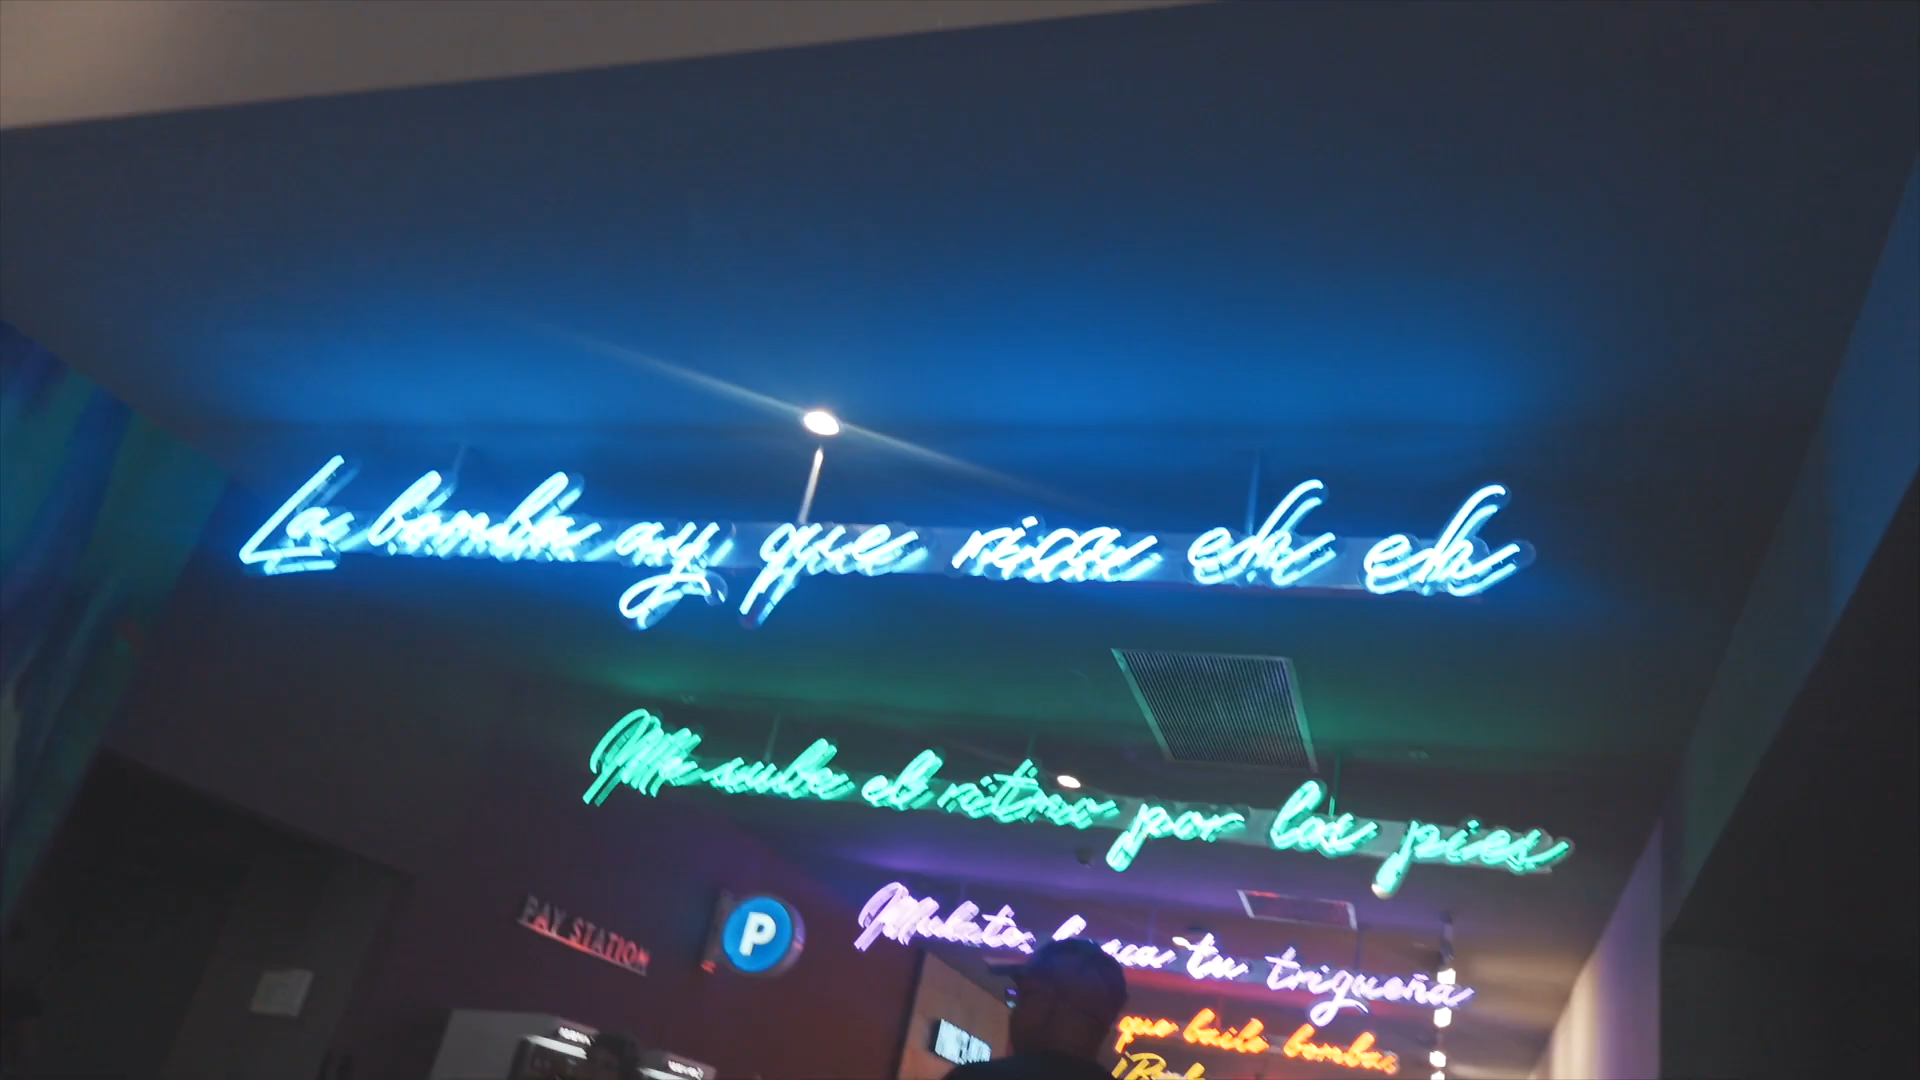 La bomba ay que rica eh eh
Me sube el ritmo por los pies
PAY STATION
P
Mulato tu trigueña
que baile bomba